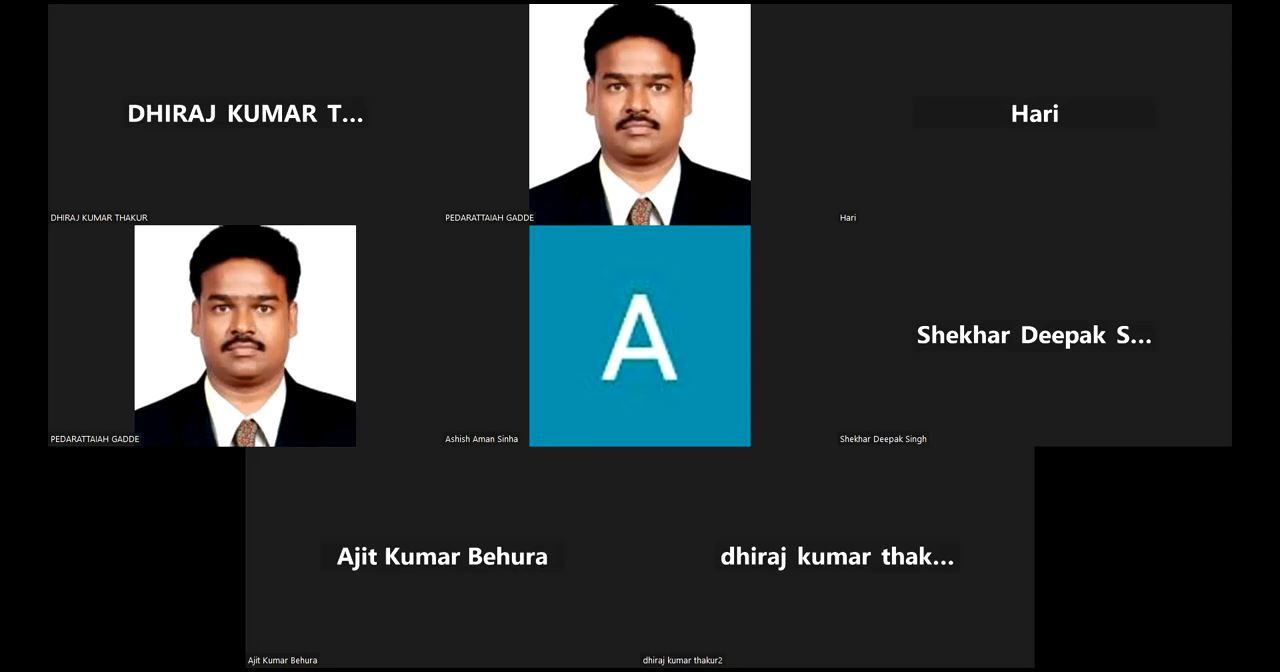 DHIRAJ KUMAR T...
Hari
DHIRAJ KUMAR THAKUR
PEDARATTAIAH GADDE
Hari
A
Shekhar Deepak S...
PEDARATTAIAH GADDE
Ashish Aman Sinha
Shekhar Deepak Singh
Ajit Kumar Behura
dhiraj kumar thak...
Ajit Kumar Behura
dhiraj kumar thakur2